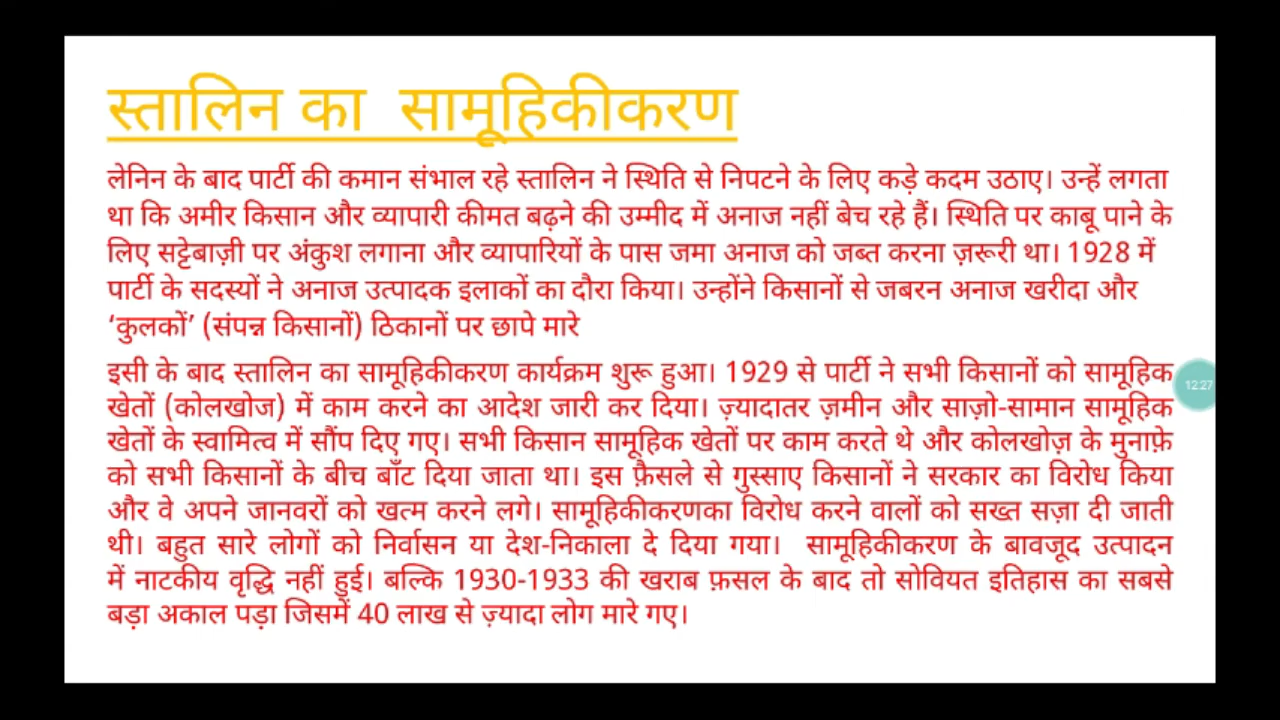 स्तालिन का सामूहिकीकरण
लेनिन के बाद पार्टी की कमान संभाल रहे स्तालिन ने स्थिति से निपटने के लिए कड़े कदम उठाए। उन्हें लगता
था कि अमीर किसान और व्यापारी कीमत बढ़ने की उम्मीद में अनाज नहीं बेच रहे हैं। स्थिति पर काबू पाने के
लिए सट्टेबाज़ी पर अंकुश लगाना और व्यापारियों के पास जमा अनाज को जब्त करना ज़रूरी था। 1928 में
पार्टी के सदस्यों ने अनाज उत्पादक इलाकों का दौरा किया। उन्होंने किसानों से जबरन अनाज खरीदा और
‘कुलकों’ (संपन्न किसानों) ठिकानों पर छापे मारे
इसी के बाद स्तालिन का सामूहिकीकरण कार्यक्रम शुरू हुआ। 1929 से पार्टी ने सभी किसानों को सामूहिक
खेतों (कोलखोज) में काम करने का आदेश जारी कर दिया। ज़्यादातर ज़मीन और साज़ो-सामान सामूहिक
खेतों के स्वामित्व में सौंप दिए गए। सभी किसान सामूहिक खेतों पर काम करते थे और कोलखोज़ के मुनाफ़े
को सभी किसानों के बीच बाँट दिया जाता था। इस फ़ैसले से गुस्साए किसानों ने सरकार का विरोध किया
और वे अपने जानवरों को खत्म करने लगे। सामूहिकीकरणका विरोध करने वालों को सख्त सज़ा दी जाती
थी। बहुत सारे लोगों को निर्वासन या देश-निकाला दे दिया गया। सामूहिकीकरण के बावजूद उत्पादन
में नाटकीय वृद्धि नहीं हुई। बल्कि 1930-1933 की खराब फ़सल के बाद तो सोवियत इतिहास का सबसे
बड़ा अकाल पड़ा जिसमें 40 लाख से ज़्यादा लोग मारे गए।
12:27